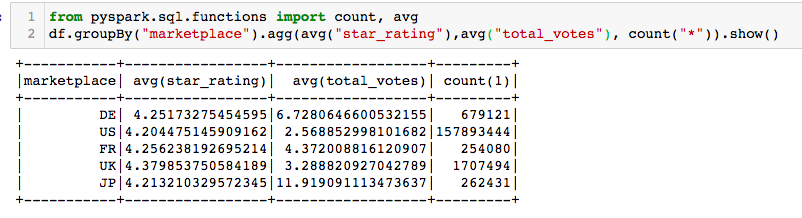 1 from pyspark.sql.functions import count, avg
2 df.groupBy("marketplace").agg(avg("star_rating"),avg("total_votes"), count("*")).show()
+-----------+-----------------+------------------+---------+
|marketplace| avg(star_rating)|  avg(total_votes)| count(1)|
+-----------+-----------------+------------------+---------+
|         DE| 4.25173275454595|6.7280646600532155|   679121|
|         US|4.204475145909162| 2.568852998101682|157893444|
|         FR|4.256238192695214| 4.372008816120907|   254080|
|         UK|4.379853750584189| 3.288820927042789|  1707494|
|         JP|4.213210329572345|11.919091113473637|   262431|
+-----------+-----------------+------------------+---------+